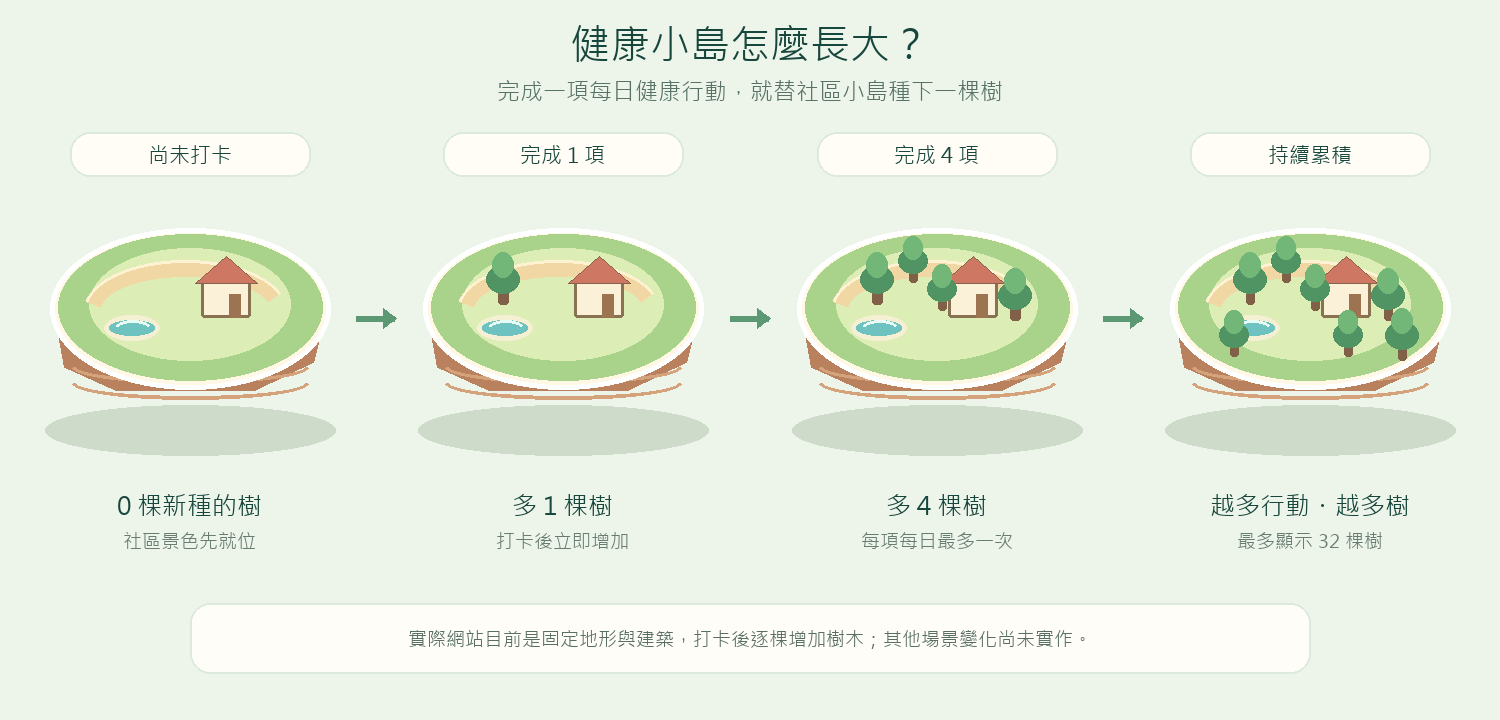 健康小島怎麼長大？
完成一項每日健康行動，就替社區小島種下一棵樹
尚未打卡
完成 1 項
完成 4 項
持續累積
0 棵新種的樹
多 1 棵樹
多 4 棵樹
越多行動 · 越多樹
社區景色先就位
打卡後立即增加
每項每日最多一次
最多顯示 32 棵樹
實際網站目前是固定地形與建築，打卡後逐棵增加樹木；其他場景變化尚未實作。